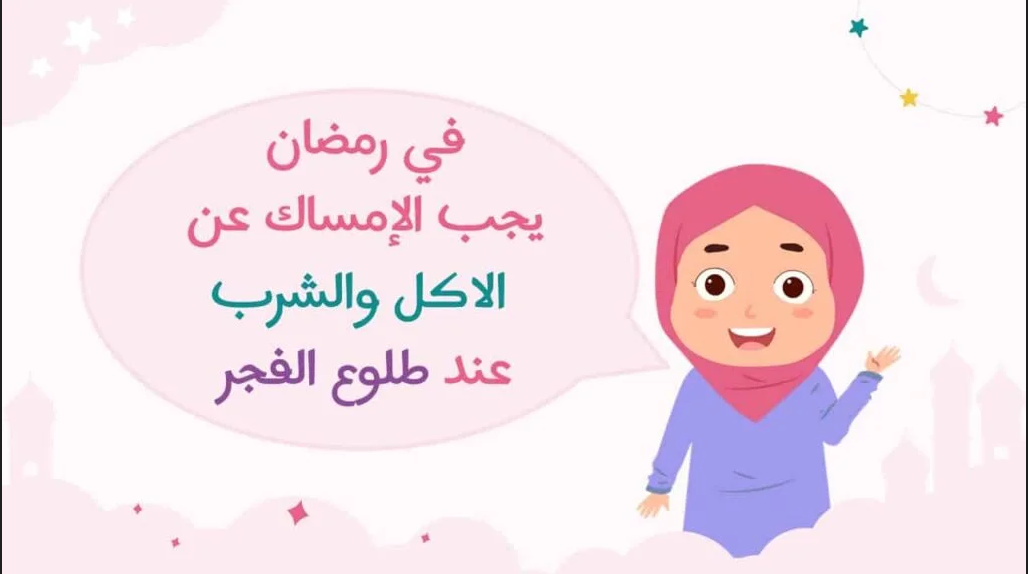 في رمضان
يجب الإمساك عن
الاكل والشرب
عند طلوع الفجر